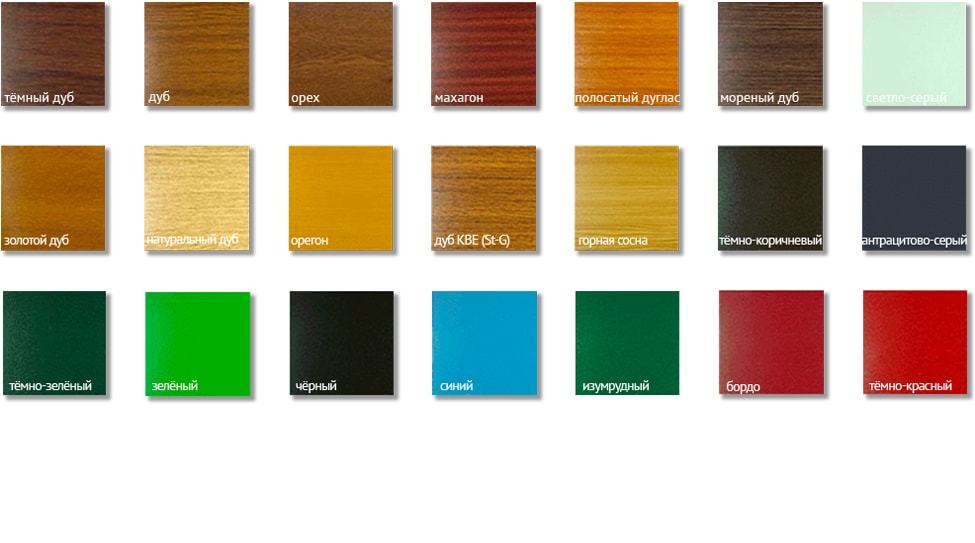 тёмный дуб
дуб
орех
махагон
полосатый дуглас
мореный дуб
светло-серый
золотой дуб
натуральный дуб
орегон
дуб KBE (St-G)
горная сосна
тёмно-коричневый
антрацитово-серый
тёмно-зелёный
зелёный
чёрный
синий
изумрудный
бордо
тёмно-красный